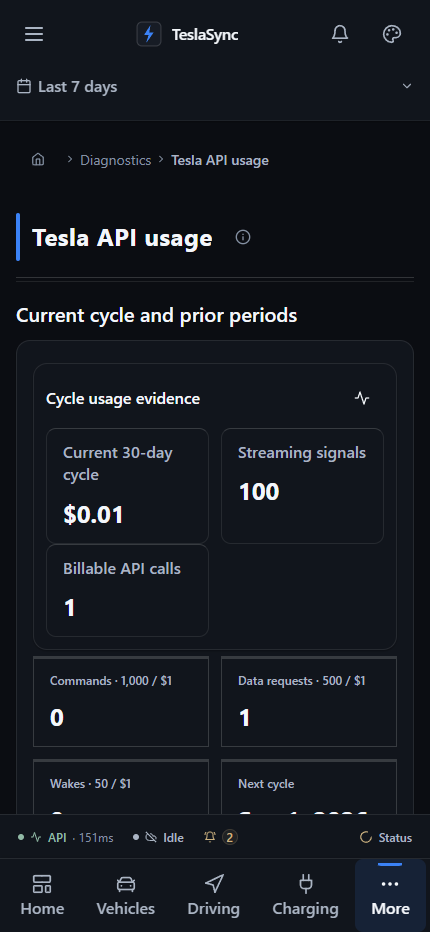 TeslaSync
Last 7 days
Diagnostics
Tesla API usage
Tesla API usage
Current cycle and prior periods
Cycle usage evidence
Current 30-day
cycle
$0.01
Streaming signals
100
Billable API calls
1
Commands · 1,000 / $1
0
Data requests · 500 / $1
1
Wakes · 50 / $1
Next cycle
API · 151ms
Idle
2
Status
Home
Vehicles
Driving
Charging
More